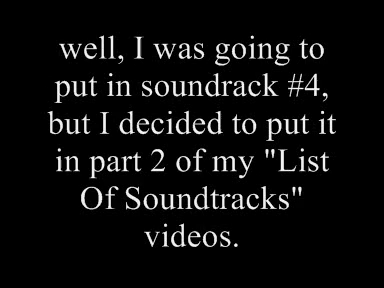 well, I was going to
put in soundrack #4,
but I decided to put it
in part 2 of my "List
Of Soundtracks"
videos.